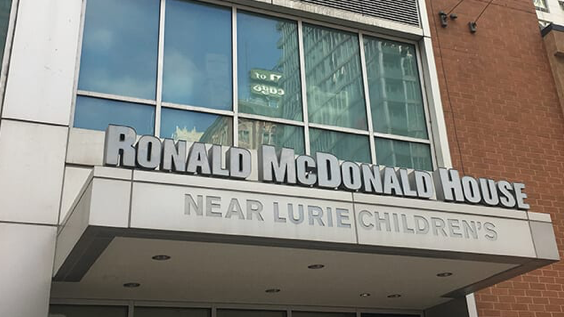 RONALD MCDONALD HOUSE
NEAR LURIE CHILDREN'S